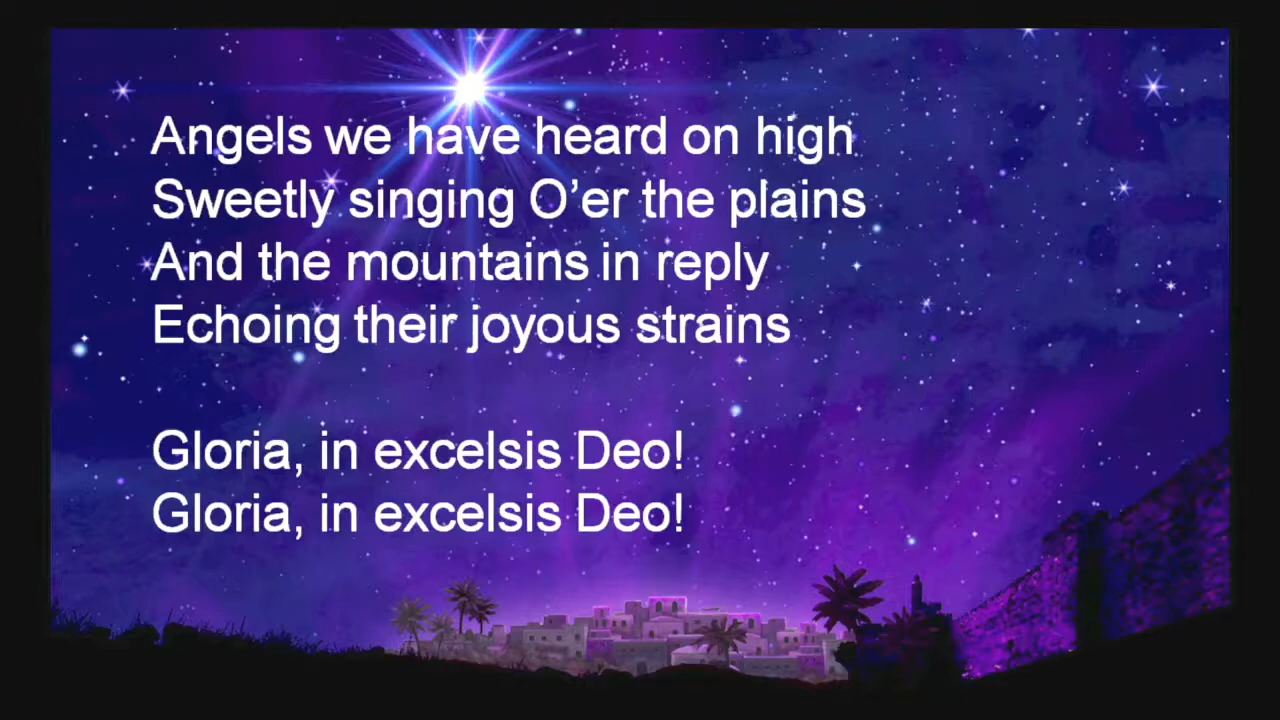 Angels we have heard on high
Sweetly singing O’er the plains
And the mountains in reply
Echoing their joyous strains
Gloria, in excelsis Deo!
Gloria, in excelsis Deo!